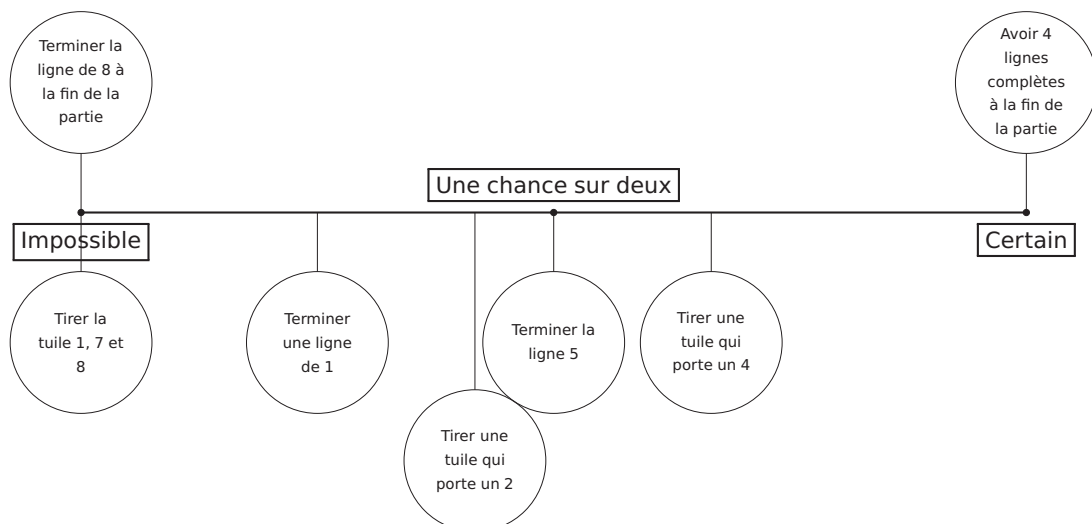 Terminer la
ligne de 8 à
la fin de la
partie
Avoir 4
lignes
complètes
à la fin de
la partie
Une chance sur deux
Impossible
Certain
Tirer la
tuile 1, 7 et
8
Terminer
une ligne
de 1
Terminer la
ligne 5
Tirer une
tuile qui
porte un 4
Tirer une
tuile qui
porte un 2